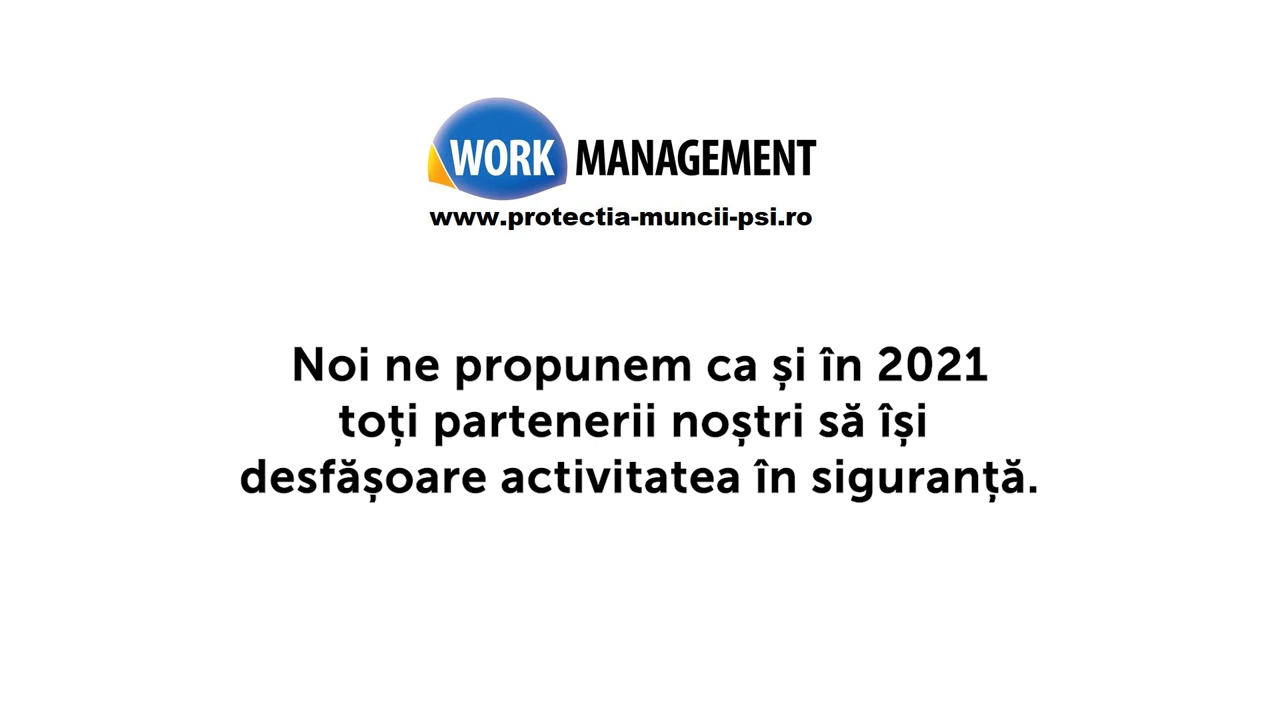 WORK MANAGEMENT
www.protectia-muncii-psi.ro
Noi ne propunem ca și în 2021
toți partenerii noștri să își
desfășoare activitatea în siguranță.